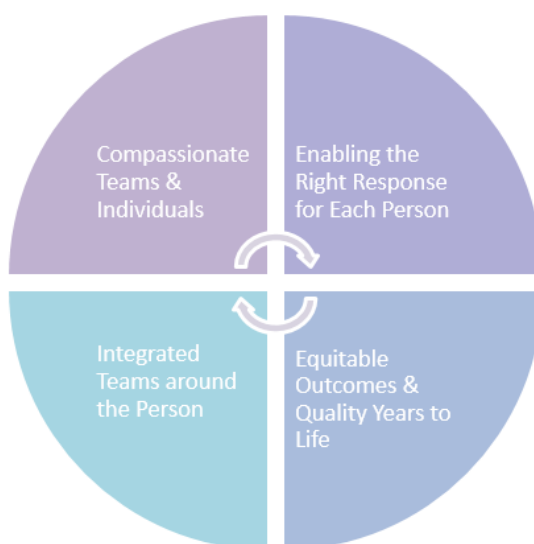 Compassionate
Teams &
Individuals
Enabling the
Right Response
for Each Person
Integrated
Teams around
the Person
Equitable
Outcomes &
Quality Years to
Life